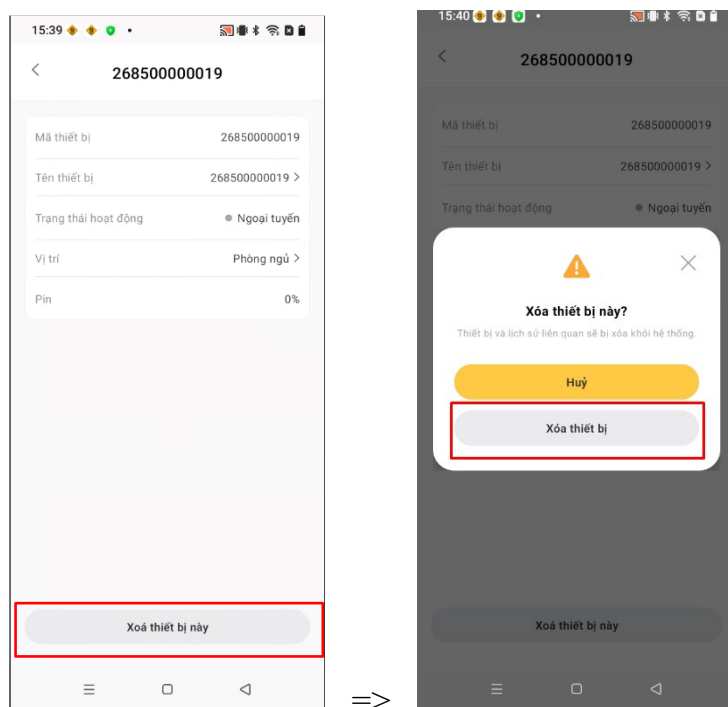 15:39
268500000019
Mã thiết bị 268500000019
Tên thiết bị 268500000019 >
Trạng thái hoạt động Ngoại tuyến
Vị trí Phòng ngủ >
Pin 0%
Xoá thiết bị này
=>
15:40
268500000019
Mã thiết bị 268500000019
Tên thiết bị 268500000019 >
Trạng thái hoạt động Ngoại tuyến
Xóa thiết bị này?
Thiết bị và lịch sử liên quan sẽ bị xóa khỏi hệ thống.
Huỷ
Xóa thiết bị
Xoá thiết bị này